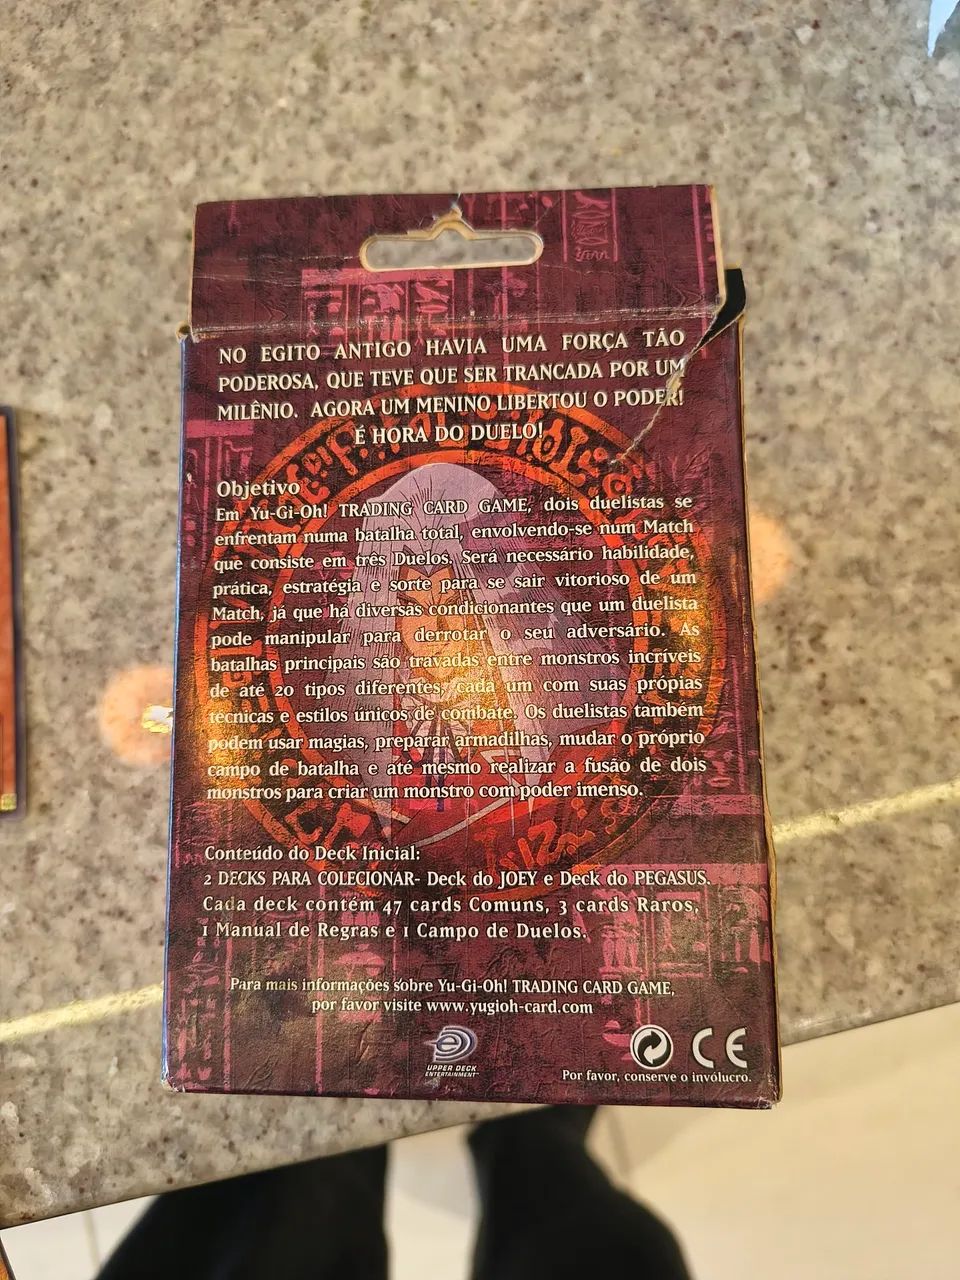 NO EGITO ANTIGO HAVIA UMA FORÇA TÃO
PODEROSA, QUE TEVE QUE SER TRANCADA POR UM
MILÊNIO. AGORA UM MENINO LIBERTOU O PODER!
É HORA DO DUELO!
Objetivo
Em Yu-Gi-Oh! TRADING CARD GAME, dois duelistas se
enfrentam numa batalha total, envolvendo-se num Match
que consiste em três Duelos. Será necessário habilidade,
prática, estratégia e sorte para se sair vitorioso de um
Match, já que há diversas condicionantes que um duelista
pode manipular para derrotar o seu adversário. As
batalhas principais são travadas entre monstros incríveis
de até 20 tipos diferentes, cada um com suas própias
técnicas e estilos únicos de combate. Os duelistas também
podem usar magias, preparar armadilhas, mudar o próprio
campo de batalha e até mesmo realizar a fusão de dois
monstros para criar um monstro com poder imenso.
Conteúdo do Deck Inicial:
2 DECKS PARA COLECIONAR- Deck do JOEY e Deck do PEGASUS.
Cada deck contém 47 cards Comuns, 3 cards Raros,
1 Manual de Regras e 1 Campo de Duelos.
Para mais informações sobre Yu-Gi-Oh! TRADING CARD GAME,
por favor visite www.yugioh-card.com
UPPER DECK
ENTERTAINMENT™
CE
Por favor, conserve o invólucro.